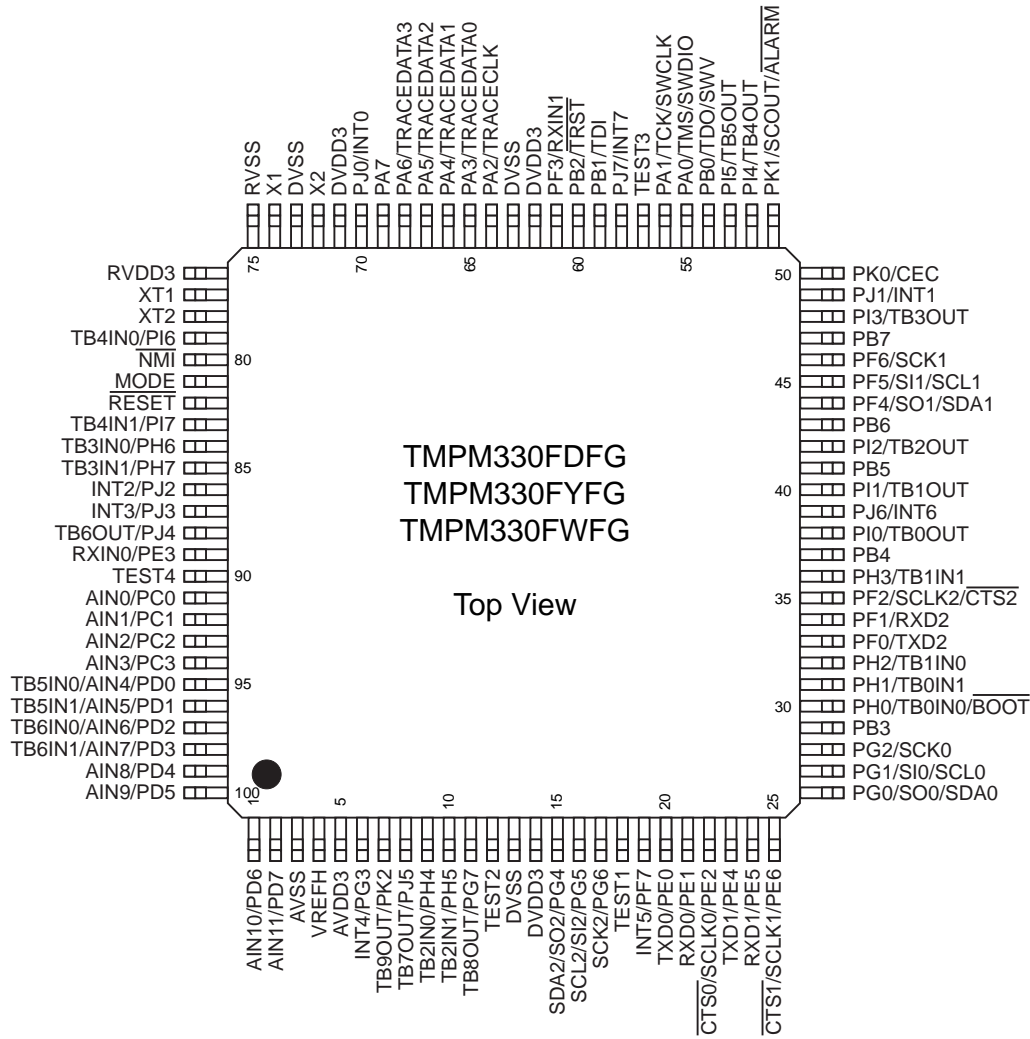 RVSS
X1
DVSS
X2
DVDD3
PJ0/INT0
PA7
PA6/TRACEDATA3
PA5/TRACEDATA2
PA4/TRACEDATA1
PA3/TRACEDATA0
PA2/TRACECLK
DVSS
DVDD3
PF3/RXIN1
PB2/TRST
PB1/TDI
PJ7/INT7
TEST3
PA1/TCK/SWCLK
PA0/TMS/SWDIO
PB0/TDO/SWV
PI5/TB5OUT
PI4/TB4OUT
PK1/SCOUT/ALARM
75
70
65
60
55
RVDD3
XT1
XT2
TB4IN0/PI6
NMI
MODE
RESET
TB4IN1/PI7
TB3IN0/PH6
TB3IN1/PH7
INT2/PJ2
INT3/PJ3
TB6OUT/PJ4
RXIN0/PE3
TEST4
AIN0/PC0
AIN1/PC1
AIN2/PC2
AIN3/PC3
TB5IN0/AIN4/PD0
TB5IN1/AIN5/PD1
TB6IN0/AIN6/PD2
TB6IN1/AIN7/PD3
AIN8/PD4
AIN9/PD5
80
85
90
95
100
TMPM330FDFG
TMPM330FYFG
TMPM330FWFG
Top View
50
45
40
35
30
PK0/CEC
PJ1/INT1
PI3/TB3OUT
PB7
PF6/SCK1
PF5/SI1/SCL1
PF4/SO1/SDA1
PB6
PI2/TB2OUT
PB5
PI1/TB1OUT
PJ6/INT6
PI0/TB0OUT
PB4
PH3/TB1IN1
PF2/SCLK2/CTS2
PF1/RXD2
PF0/TXD2
PH2/TB1IN0
PH1/TB0IN1
PH0/TB0IN0/BOOT
PB3
PG2/SCK0
PG1/SI0/SCL0
PG0/SO0/SDA0
1
5
10
15
20
25
AIN10/PD6
AIN11/PD7
AVSS
VREFH
AVDD3
INT4/PG3
TB9OUT/PK2
TB7OUT/PJ5
TB2IN0/PH4
TB2IN1/PH5
TB8OUT/PG7
TEST2
DVSS
DVDD3
SDA2/SO2/PG4
SCL2/SI2/PG5
SCK2/PG6
TEST1
INT5/PF7
TXD0/PE0
RXD0/PE1
CTS0/SCLK0/PE2
TXD1/PE4
RXD1/PE5
CTS1/SCLK1/PE6